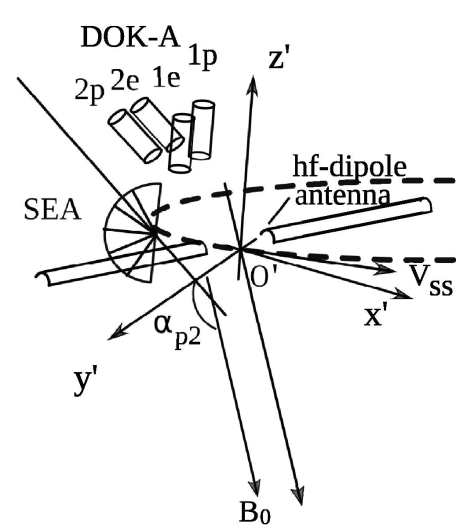 DOK-A
2p 2e 1e 1p
z'
hf-dipole
antenna
SEA
O'
V_ss
x'
α_p2
y'
B_0